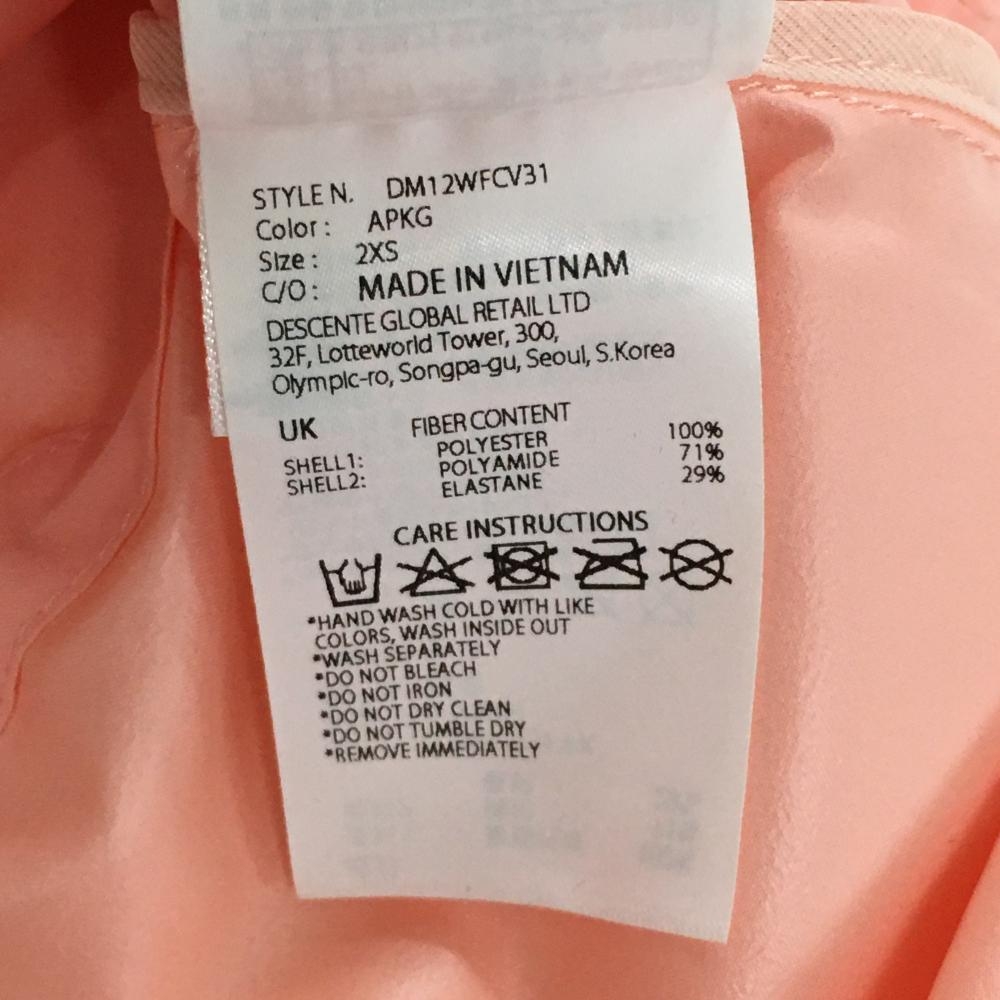 STYLE N. DM12WFCV31
Color : APKG
Size : 2XS
C/O : MADE IN VIETNAM
DESCENTE GLOBAL RETAIL LTD
32F, Lotteworld Tower, 300,
Olympic-ro, Songpa-gu, Seoul, S.Korea
UK FIBER CONTENT
SHELL1: POLYESTER 100%
SHELL2: POLYAMIDE 71%
ELASTANE 29%
CARE INSTRUCTIONS
*HAND WASH COLD WITH LIKE
COLORS, WASH INSIDE OUT
*WASH SEPARATELY
*DO NOT BLEACH
*DO NOT IRON
*DO NOT DRY CLEAN
*DO NOT TUMBLE DRY
*REMOVE IMMEDIATELY